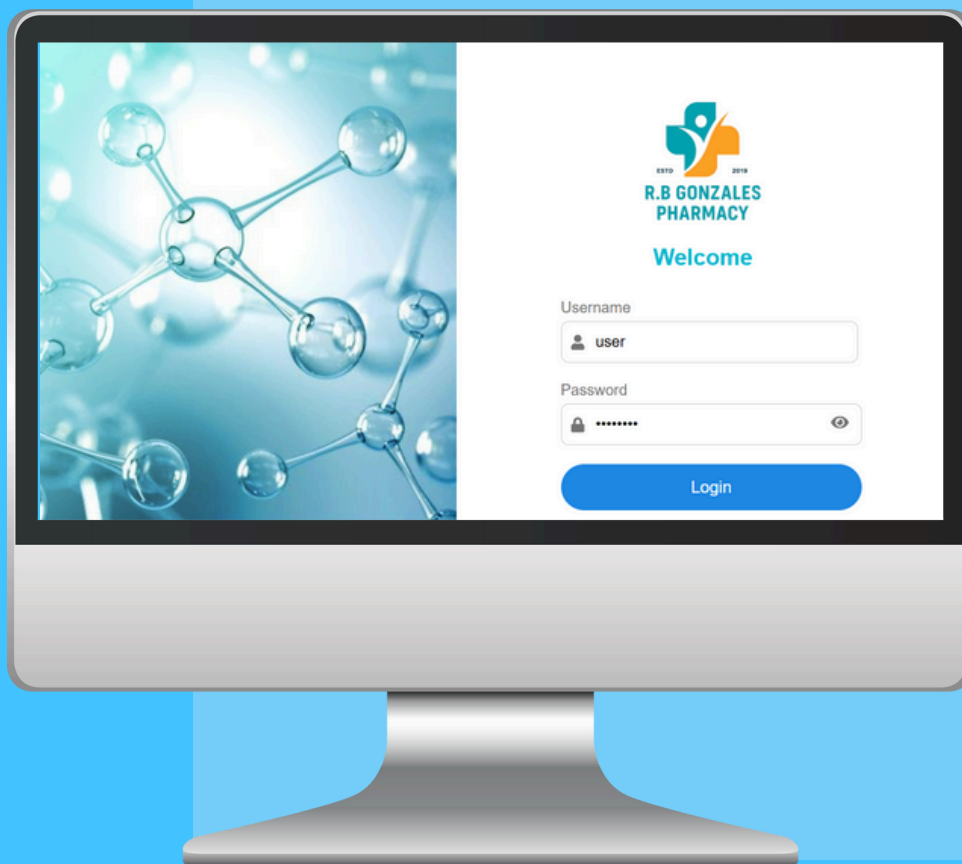 ESTD 2019
R.B GONZALES
PHARMACY
Welcome
Username
user
Password
••••••••
Login